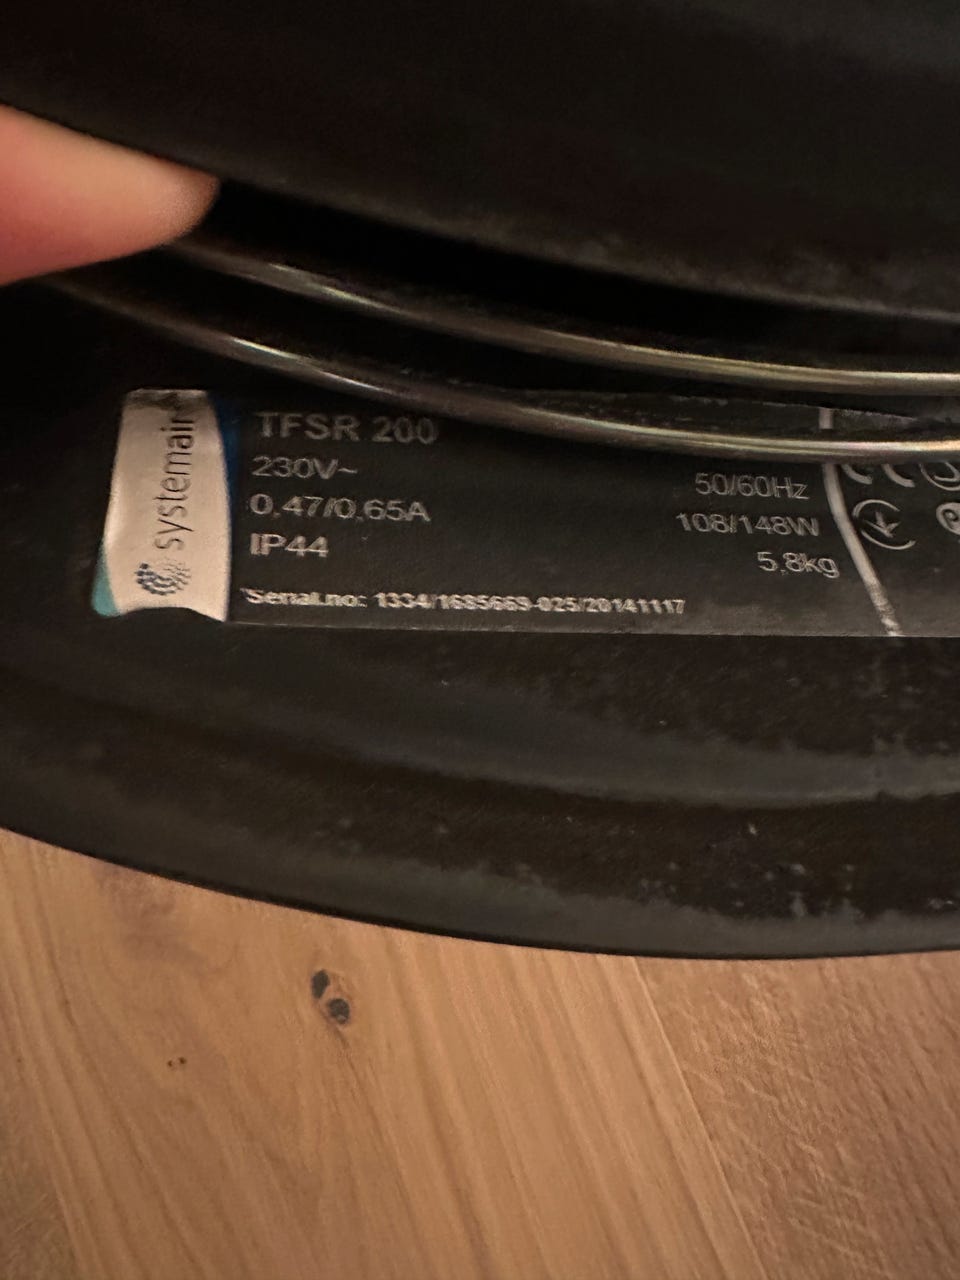 systemair
TFSR 200
230V~
50/60Hz
0,47/0,65A
108/148W
IP44
5,8kg
Serial.no: 1334/1685669-025/20141117